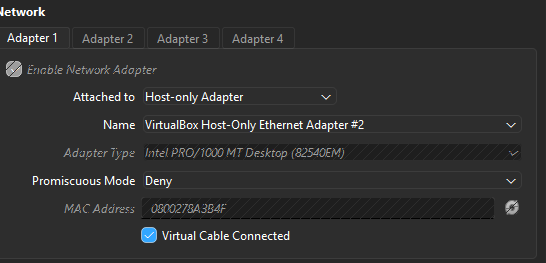 Network
Adapter 1 Adapter 2 Adapter 3 Adapter 4
Enable Network Adapter
Attached to Host-only Adapter
Name VirtualBox Host-Only Ethernet Adapter #2
Adapter Type Intel PRO/1000 MT Desktop (82540EM)
Promiscuous Mode Deny
MAC Address 0800278A3B4F
Virtual Cable Connected